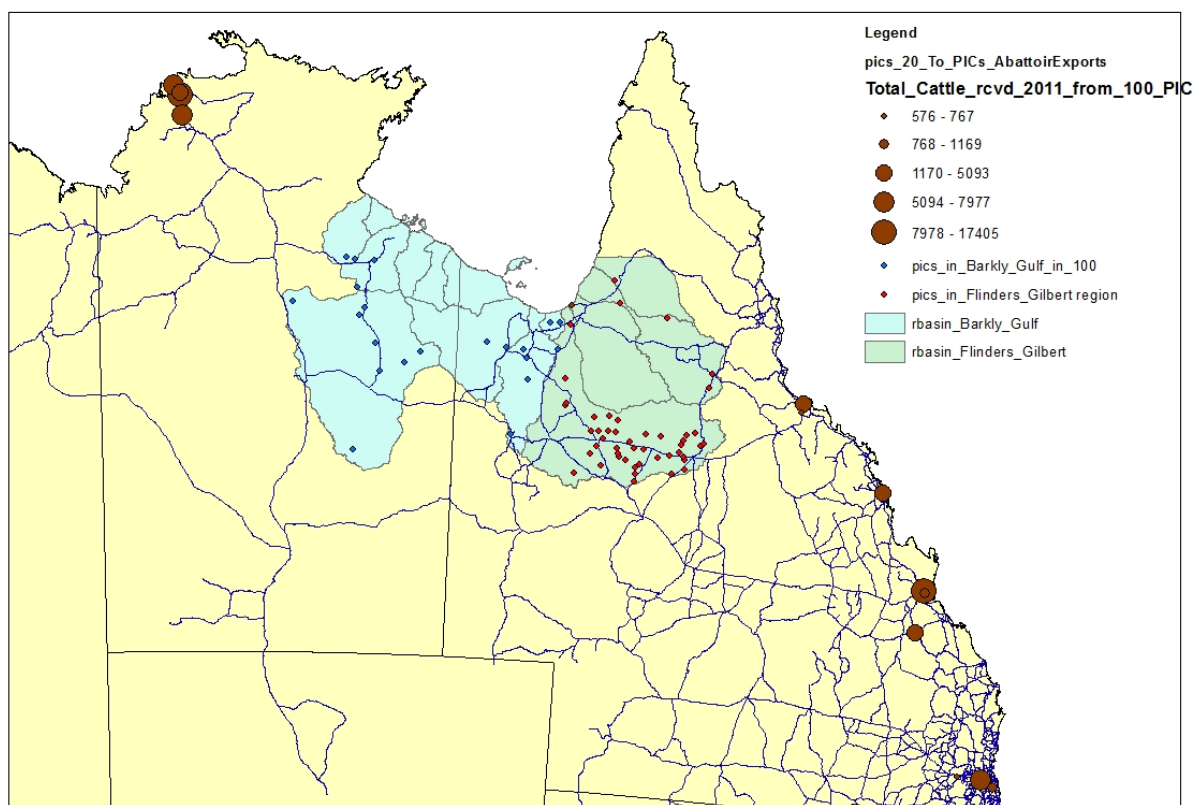 Legend
pics_20_To_PICs_AbattoirExports
Total_Cattle_rcvd_2011_from_100_PIC
576 - 767
768 - 1169
1170 - 5093
5094 - 7977
7978 - 17405
pics_in_Barkly_Gulf_in_100
pics_in_Flinders_Gilbert region
rbasin_Barkly_Gulf
rbasin_Flinders_Gilbert